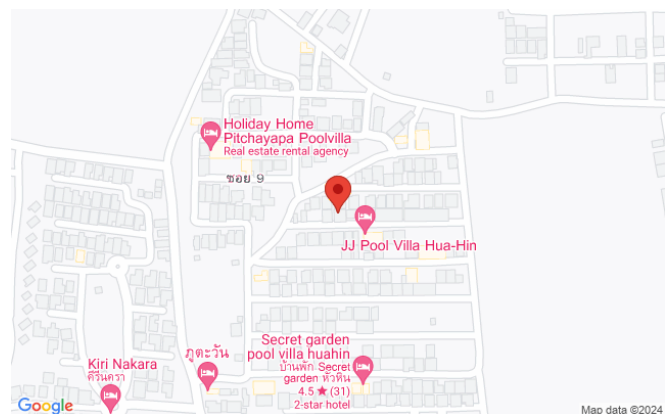 Holiday Home
Pitchayapa Poolvilla
Real estate rental agency
ซอย 9
JJ Pool Villa Hua-Hin
Secret garden
pool villa huahin
บ้านพัก Secret
garden หัวหิน
4.5 ★ (31)
2-star hotel
ภูตะวัน
Kiri Nakara
คีรีนครา
Google
Map data ©2024